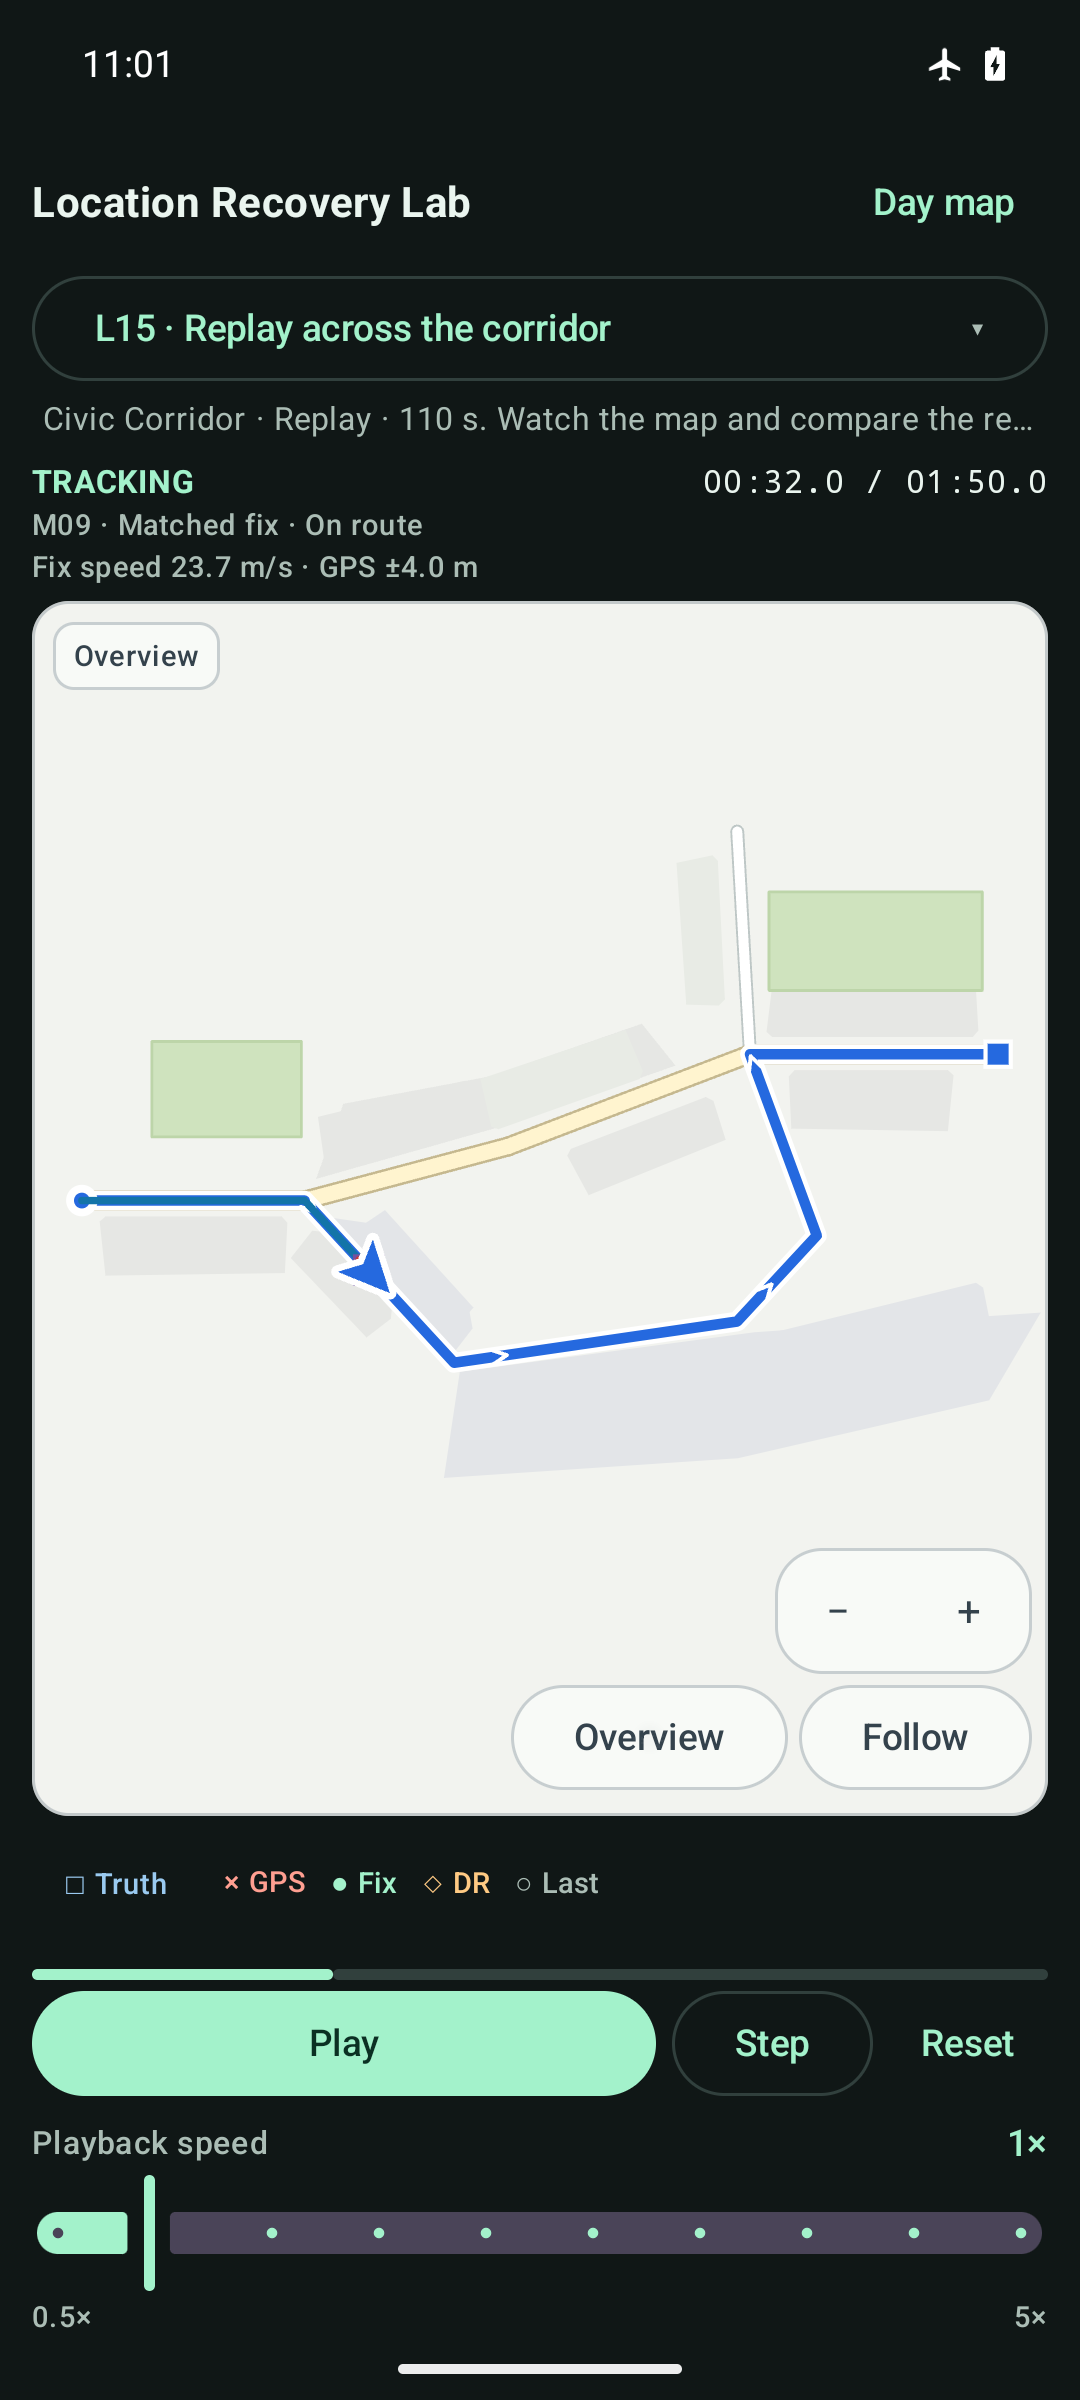 11:01
Location Recovery Lab
Day map
L15 · Replay across the corridor ▾
Civic Corridor · Replay · 110 s. Watch the map and compare the re…
TRACKING
00:32.0 / 01:50.0
M09 · Matched fix · On route
Fix speed 23.7 m/s · GPS ±4.0 m
Overview
− +
Overview
Follow
□ Truth × GPS ● Fix ◇ DR ○ Last
Play
Step
Reset
Playback speed
1×
0.5×
5×